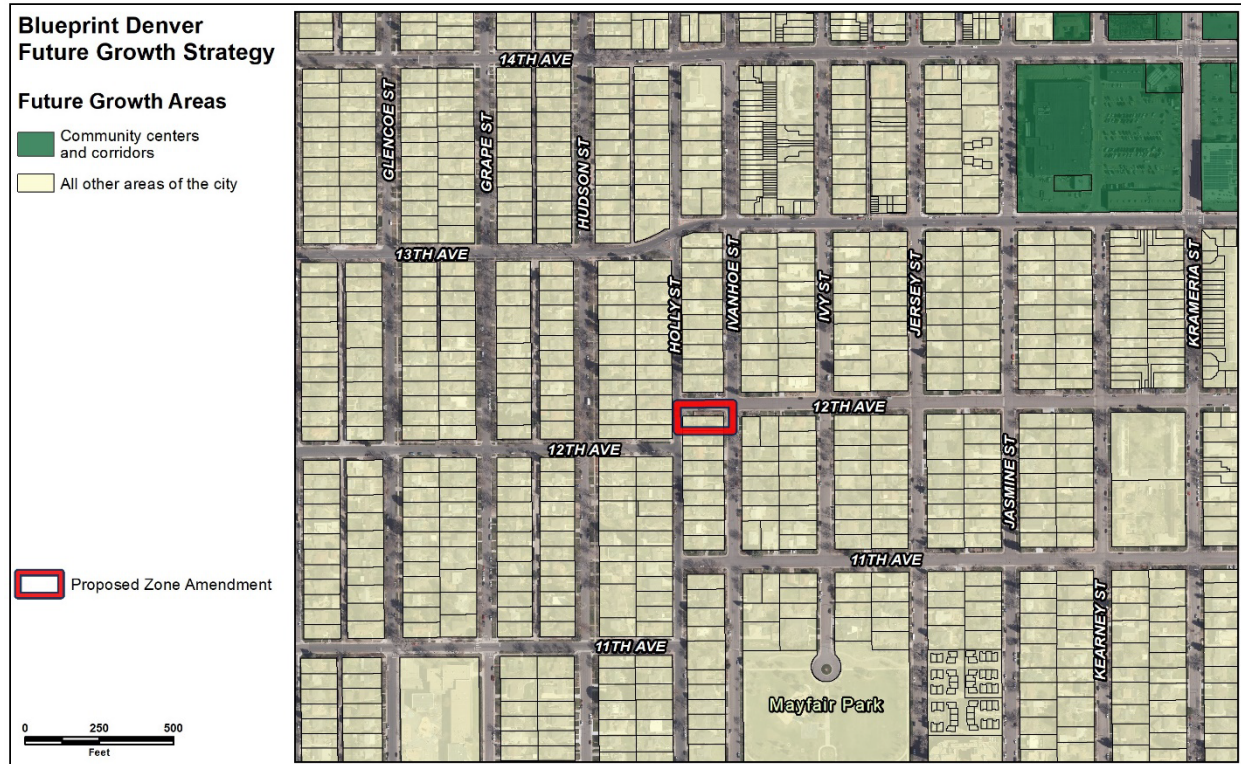 Blueprint Denver
Future Growth Strategy
Future Growth Areas
Community centers
and corridors
All other areas of the city
Proposed Zone Amendment
0 250 500
Feet
14TH AVE
GLENCOE ST
GRAPE ST
HUDSON ST
13TH AVE
HOLLY ST
IVANHOE ST
IVY ST
JERSEY ST
KRAMERIA ST
12TH AVE
12TH AVE
JASMINE ST
11TH AVE
KEARNEY ST
11TH AVE
Mayfair Park